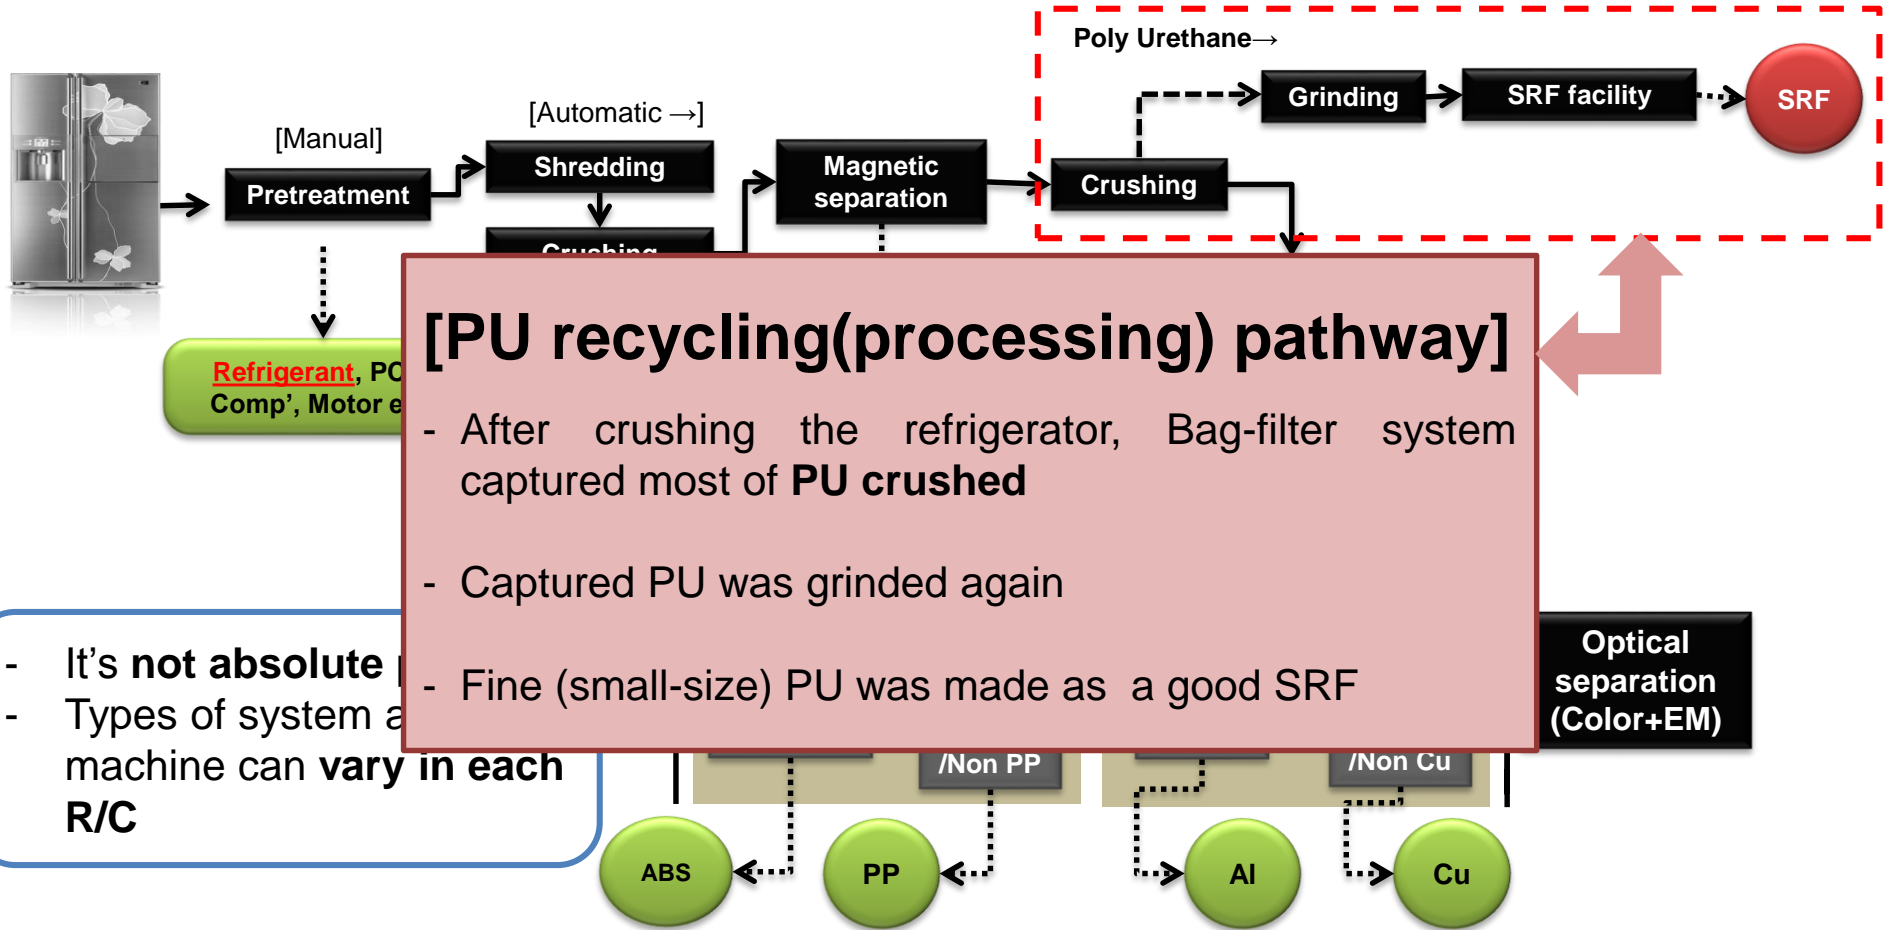 Poly Urethane→
Grinding
SRF facility
SRF
[Automatic →]
[Manual]
Shredding
Magnetic
separation
Pretreatment
Crushing
Crushing
[PU recycling(processing) pathway]
Refrigerant,
Comp', Motor
- After crushing the refrigerator, Bag-filter system
captured most of PU crushed
- Captured PU was grinded again
- Fine (small-size) PU was made as a good SRF
- It's not absolute
- Types of system
machine can vary in each
R/C
Optical
separation
(Color+EM)
/Non PP
/Non Cu
ABS
PP
Al
Cu